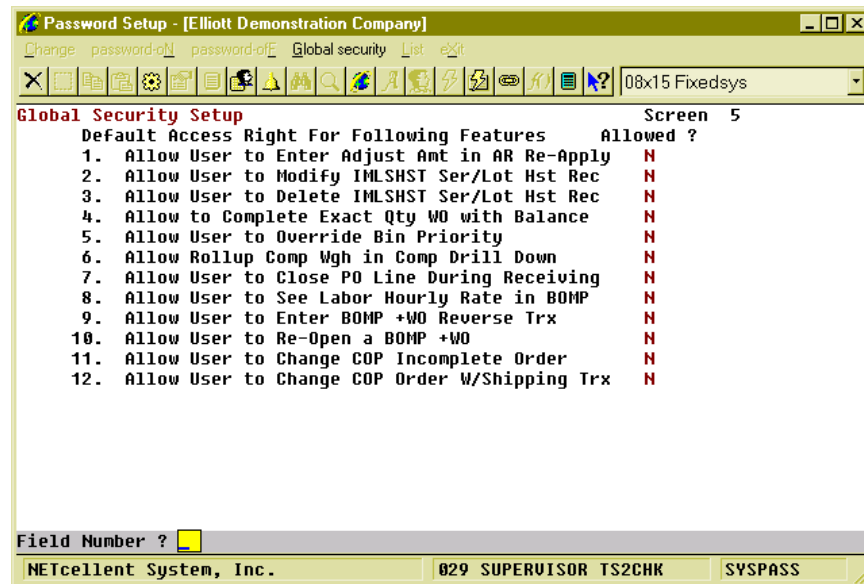 Password Setup - [Elliott Demonstration Company]
Change password-oN password-ofF Global security List eXit
08x15 Fixedsys
Global Security Setup Screen 5
Default Access Right For Following Features Allowed ?
1. Allow User to Enter Adjust Amt in AR Re-Apply N
2. Allow User to Modify IMLSHST Ser/Lot Hst Rec N
3. Allow User to Delete IMLSHST Ser/Lot Hst Rec N
4. Allow to Complete Exact Qty WO with Balance N
5. Allow User to Override Bin Priority N
6. Allow Rollup Comp Wgh in Comp Drill Down N
7. Allow User to Close PO Line During Receiving N
8. Allow User to See Labor Hourly Rate in BOMP N
9. Allow User to Enter BOMP +WO Reverse Trx N
10. Allow User to Re-Open a BOMP +WO N
11. Allow User to Change COP Incomplete Order N
12. Allow User to Change COP Order W/Shipping Trx N
Field Number ?
NETcellent System, Inc. 029 SUPERVISOR TS2CHK SYSPASS